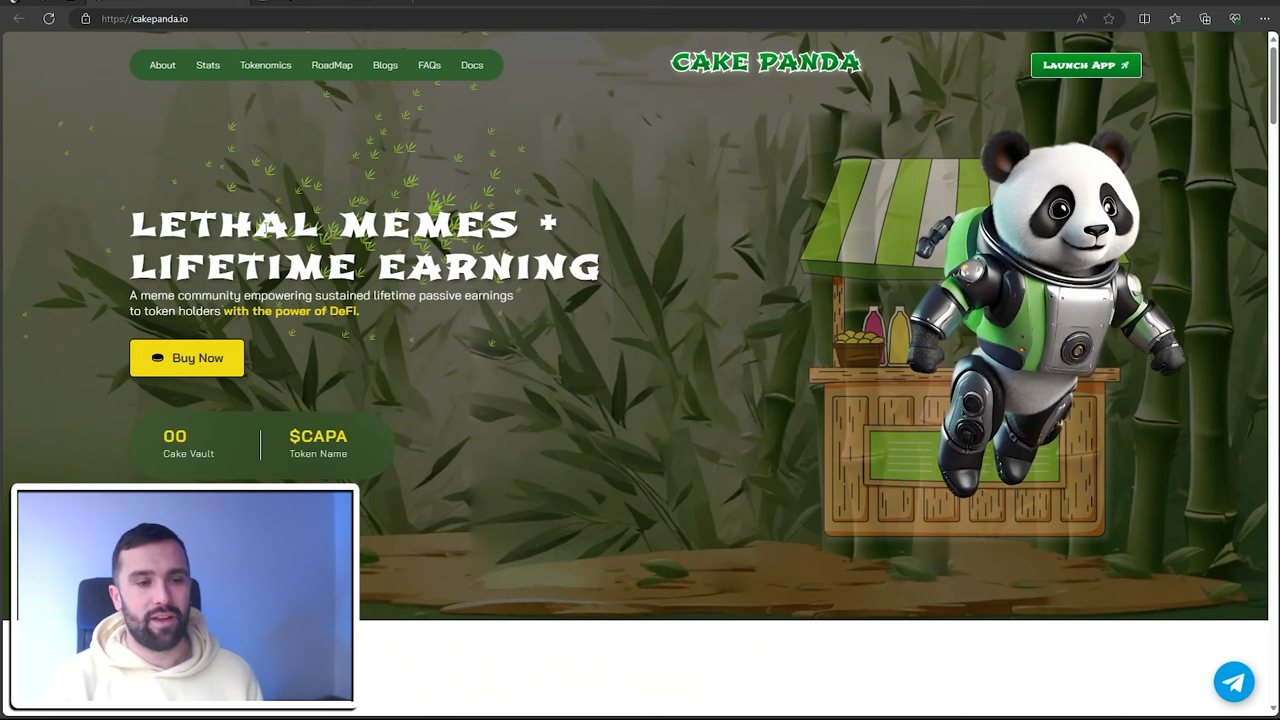 https://cakepanda.io
About Stats Tokenomics RoadMap Blogs FAQs Docs
CAKE PANDA
Launch App
LETHAL MEMES +
LIFETIME EARNING
A meme community empowering sustained lifetime passive earnings
to token holders with the power of DeFi.
Buy Now
00
Cake Vault
$CAPA
Token Name